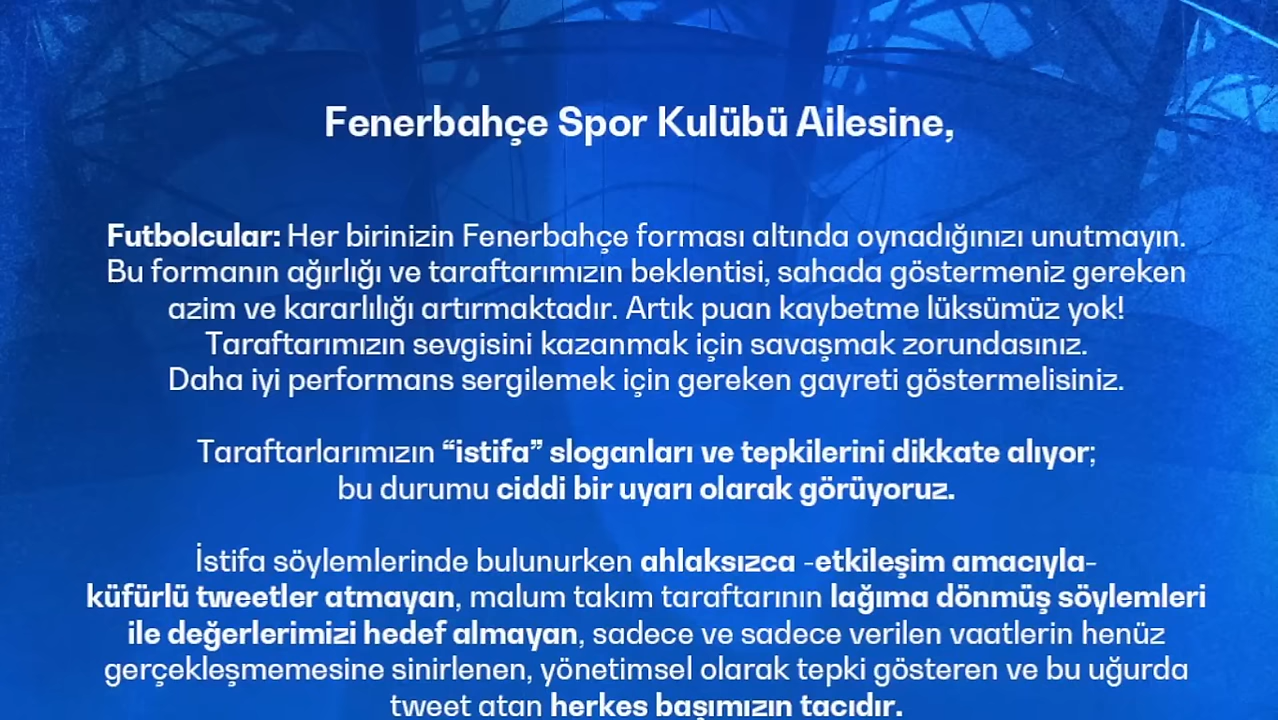 Fenerbahçe Spor Kulübü Ailesine,
Futbolcular: Her birinizin Fenerbahçe forması altında oynadığınızı unutmayın.
Bu formanın ağırlığı ve taraftarımızın beklentisi, sahada göstermeniz gereken
azim ve kararlılığı artırmaktadır. Artık puan kaybetme lüksümüz yok!
Taraftarımızın sevgisini kazanmak için savaşmak zorundasınız.
Daha iyi performans sergilemek için gereken gayreti göstermelisiniz.
Taraftarlarımızın “istifa” sloganları ve tepkilerini dikkate alıyor;
bu durumu ciddi bir uyarı olarak görüyoruz.
İstifa söylemlerinde bulunurken ahlaksızca -etkileşim amacıyla-
küfürlü tweetler atmayan, malum takım taraftarının lağıma dönmüş söylemleri
ile değerlerimizi hedef almayan, sadece ve sadece verilen vaatlerin henüz
gerçekleşmemesine sinirlenen, yönetimsel olarak tepki gösteren ve bu uğurda
tweet atan herkes başımızın tacıdır.